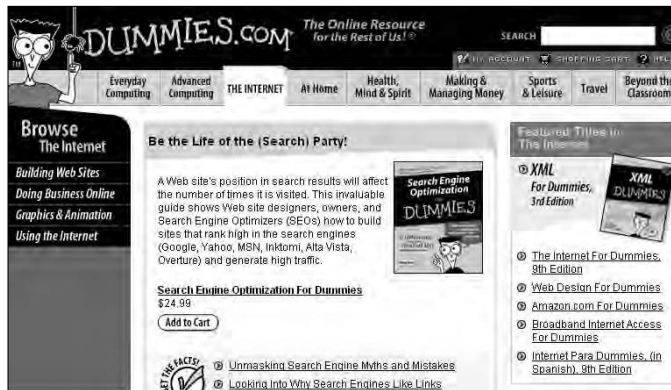 DUMMIES.COM
The Online Resource
for the Rest of Us!®
SEARCH
MY ACCOUNT
SHOPPING CART
? HELP
Everyday
Computing
Advanced
Computing
THE INTERNET
At Home
Health,
Mind & Spirit
Making &
Managing Money
Sports
& Leisure
Travel
Beyond the
Classroom
Browse
The Internet
Building Web Sites
Doing Business Online
Graphics & Animation
Using the Internet
Be the Life of the (Search) Party!
A Web site's position in search results will affect
the number of times it is visited. This invaluable
guide shows Web site designers, owners, and
Search Engine Optimizers (SEOs) how to build
sites that rank high in the search engines
(Google, Yahoo, MSN, Inktomi, Alta Vista,
Overture) and generate high traffic.
Search Engine
Optimization
FOR
DUMMIES
Search Engine Optimization For Dummies
$24.99
Add to Cart
GET THE FACTS!
Unmasking Search Engine Myths and Mistakes
Looking Into Why Search Engines Like Links
Featured Titles in
The Internet
XML
For Dummies,
3rd Edition
XML
FOR
DUMMIES
The Internet For Dummies,
9th Edition
Web Design For Dummies
Amazon.com For Dummies
Broadband Internet Access
For Dummies
Internet Para Dummies, (in
Spanish), 9th Edition